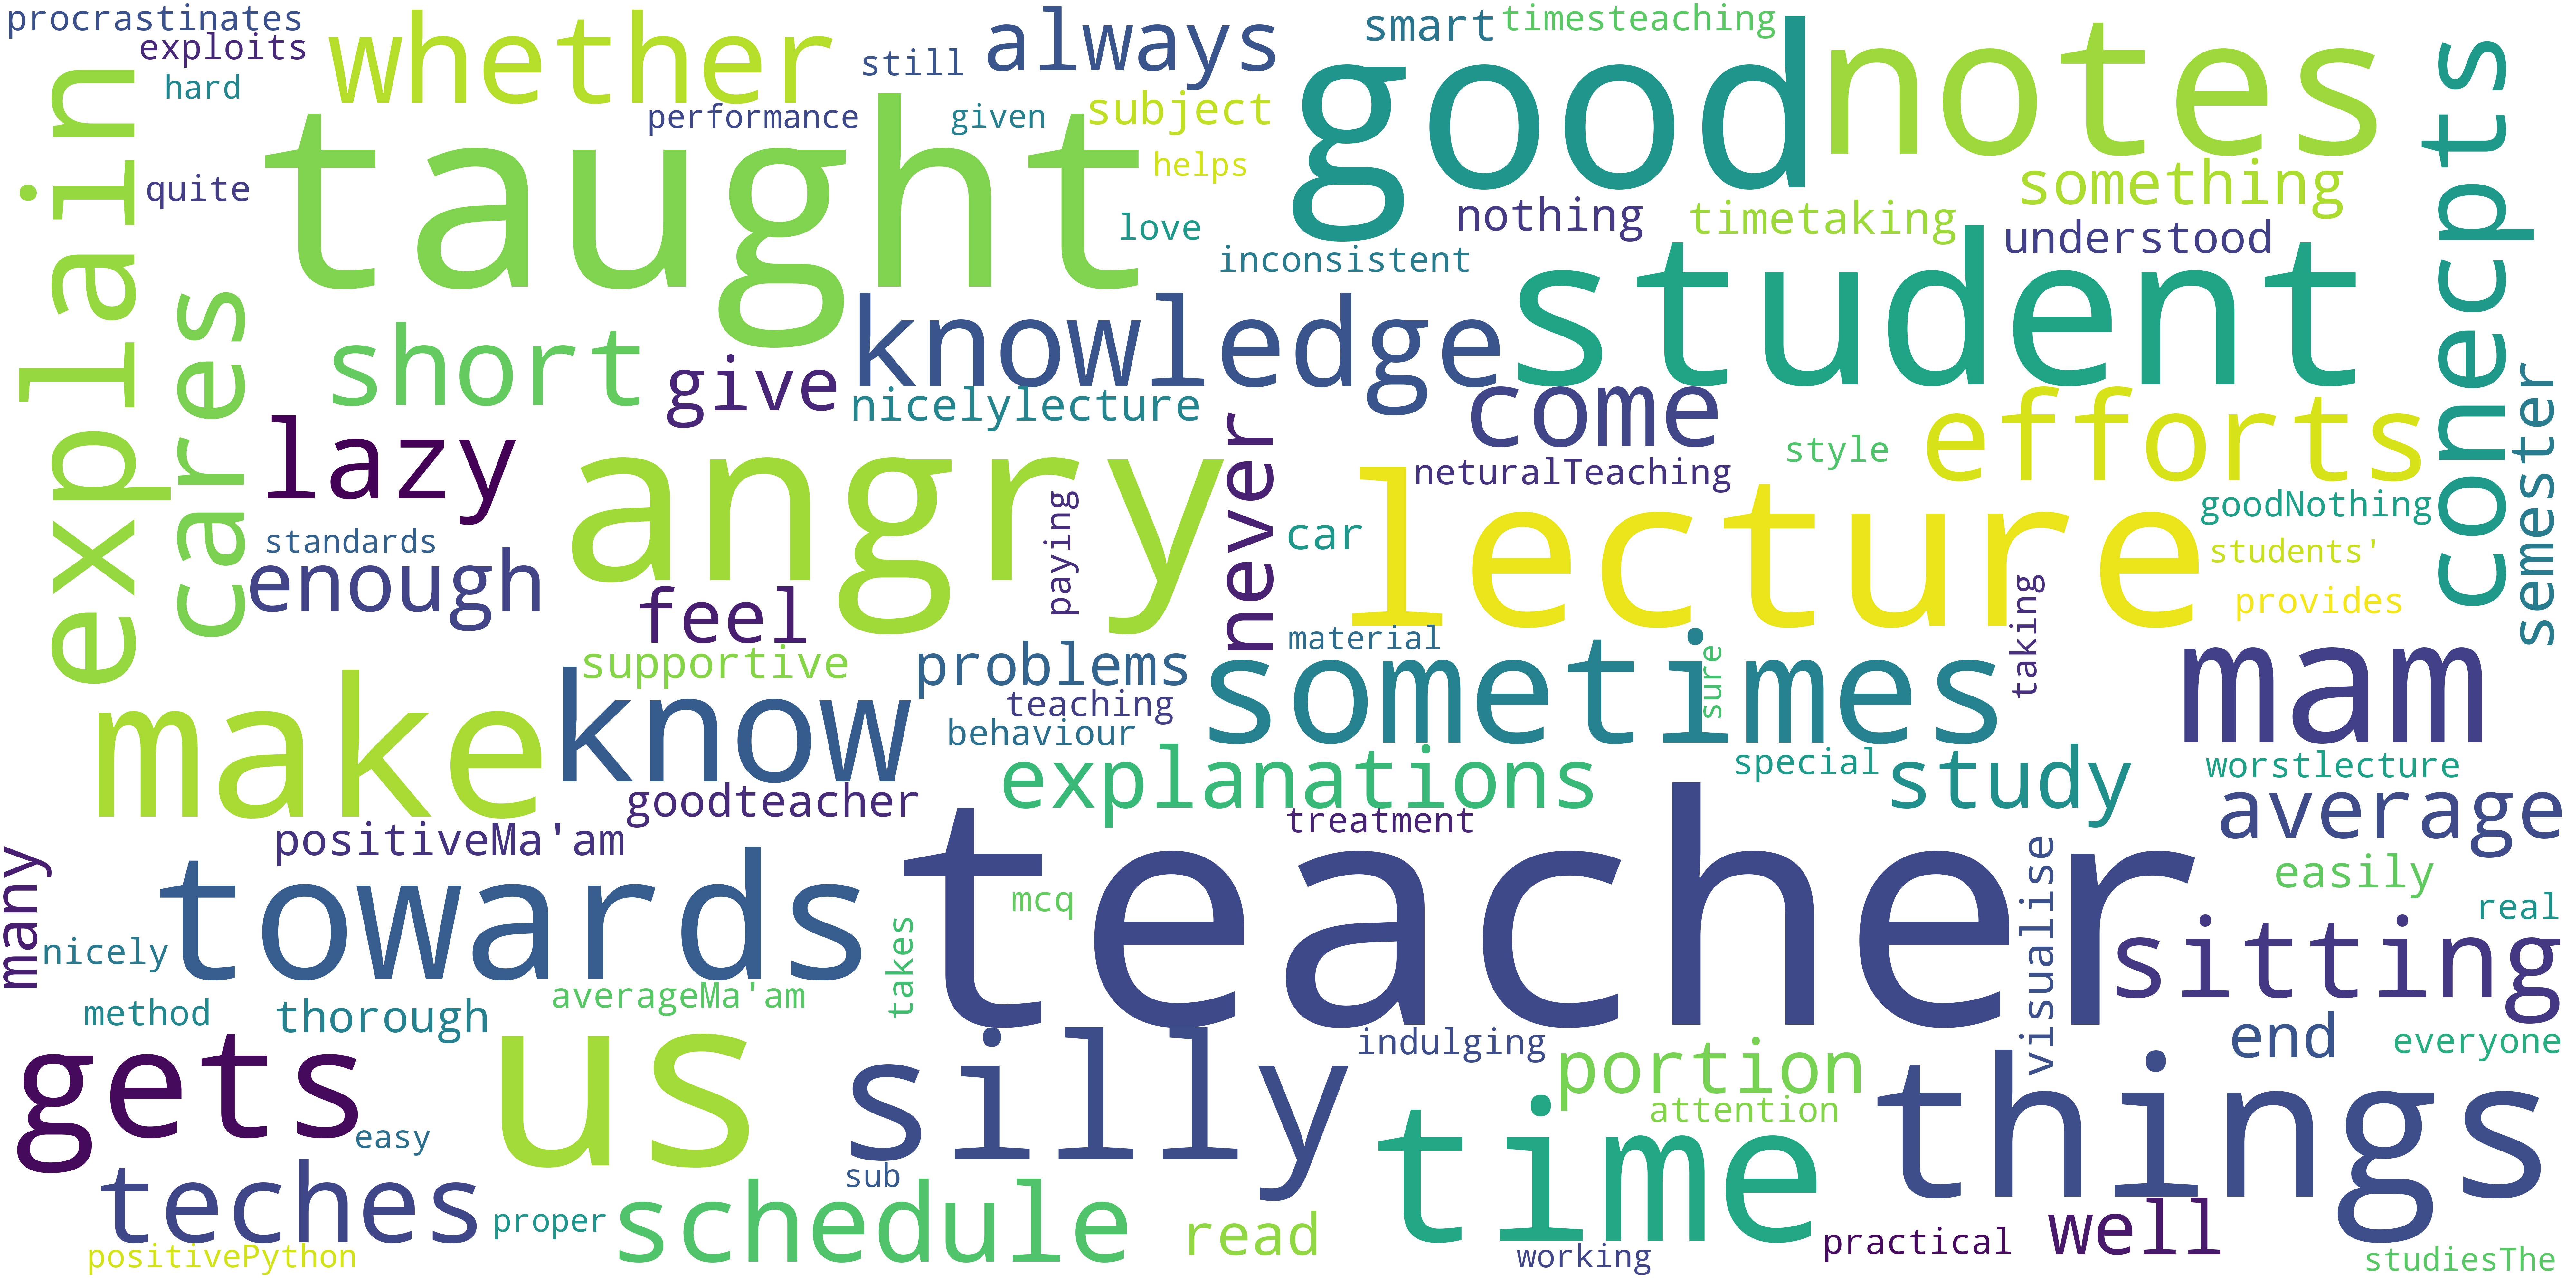 procrastinates
exploits
hard
whether
still
always
smart
timesteaching
good
notes
conecpts
explain
quite
taught
performance
given
subject
helps
love
inconsistent
nothing
timetaking
something
understood
student
cares
short
give
knowledge
nicelylecture
come
efforts
semester
lazy
angry
never
neturalTeaching
style
lecture
goodNothing
students'
provides
standards
enough
paying
car
feel
supportive
problems
material
sometimes
sure
taking
mam
make
know
teaching
behaviour
explanations
special
study
worstlecture
average
goodteacher
positiveMa'am
treatment
teacher
many
nicely
towards
mcq
takes
visualise
easily
real
sitting
method
thorough
averageMa'am
indulging
end
everyone
gets
easy
us
silly
portion
attention
time
things
teches
sub
proper
schedule
read
working
practical
well
positivePython
studiesThe